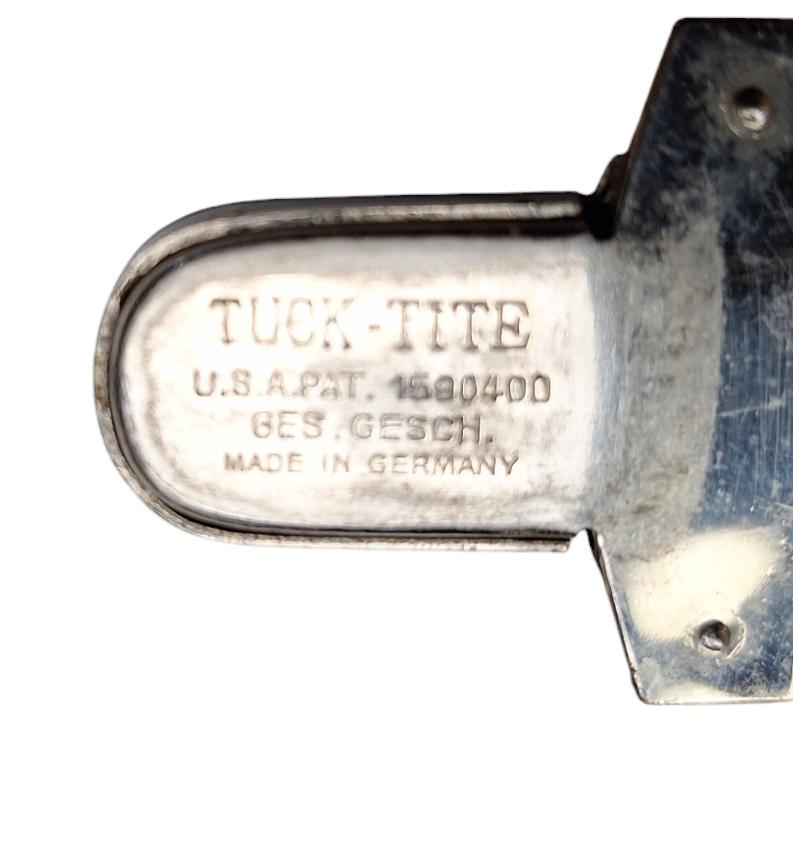 TUCK-TITE
U.S.A.PAT. 1590400
GES.GESCH.
MADE IN GERMANY